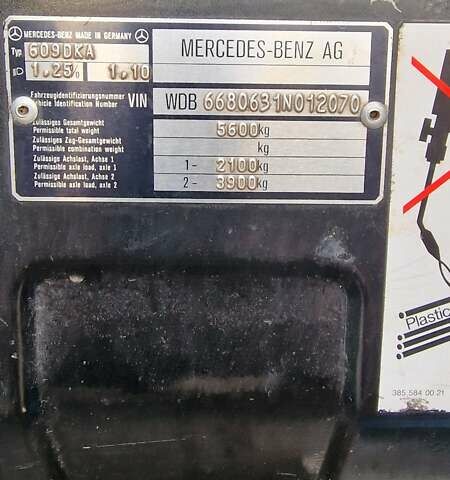 MERCEDES-BENZ MADE IN GERMANY
Typ 609DKA
1.25% 1.10
MERCEDES-BENZ AG
Fahrzeugidentifizierungsnummer
Vehicle Identification Number VIN WDB 6680631N012070
Zulässiges Gesamtgewicht
Permissible total weight 5600kg
Zulässiges Zug-Gesamtgewicht
Permissible combination weight kg
Zulässige Achslast, Achse 1
Permissible axle load, axle 1 1- 2100kg
Zulässige Achslast, Achse 2
Permissible axle load, axle 2 2- 3900kg
Plastic
385 584 00 21